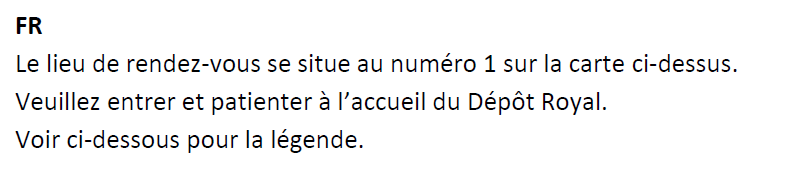 FR
Le lieu de rendez-vous se situe au numéro 1 sur la carte ci-dessus.
Veuillez entrer et patienter à l’accueil du Dépôt Royal.
Voir ci-dessous pour la légende.